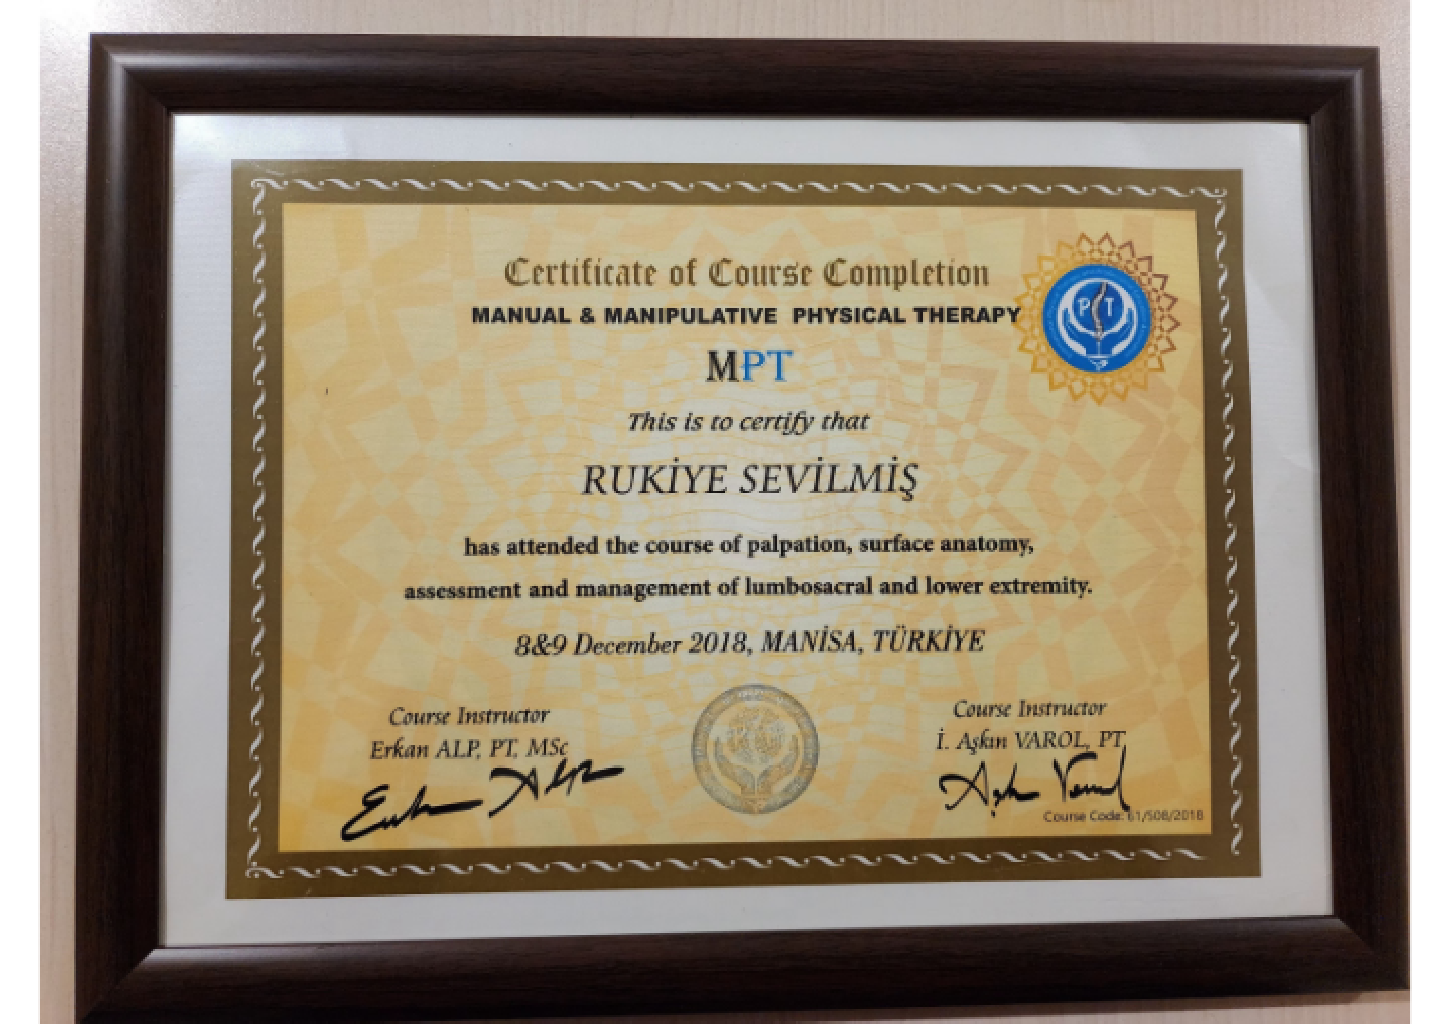 Certificate of Course Completion
MANUAL & MANIPULATIVE PHYSICAL THERAPY
P T
MPT
This is to certify that
RUKİYE SEVİLMİŞ
has attended the course of palpation, surface anatomy,
assessment and management of lumbosacral and lower extremity.
8&9 December 2018, MANİSA, TÜRKİYE
Course Instructor
Erkan ALP, PT, MSc
Course Instructor
İ. Aşkın VAROL, PT
Course Code: 61/508/2018